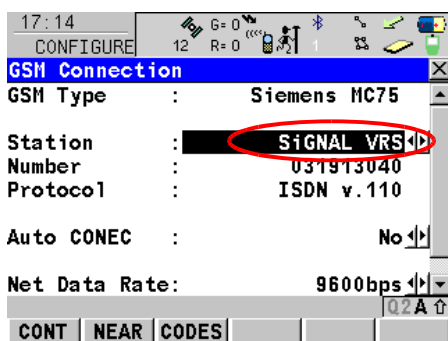 17:14
CONFIGURE
12
G= 0
R= 0
1
GSM Connection
GSM Type : Siemens MC75
Station : SiGNAL VRS
Number : 031913040
Protocol : ISDN v.110
Auto CONEC : No
Net Data Rate: 9600bps
Q2A
CONT NEAR CODES